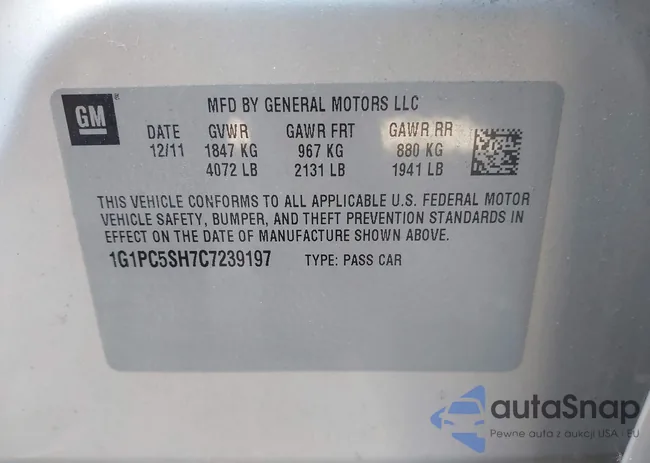 GM
MFD BY GENERAL MOTORS LLC
DATE GVWR GAWR FRT GAWR RR
12/11 1847 KG 967 KG 880 KG
4072 LB 2131 LB 1941 LB
THIS VEHICLE CONFORMS TO ALL APPLICABLE U.S. FEDERAL MOTOR
VEHICLE SAFETY, BUMPER, AND THEFT PREVENTION STANDARDS IN
EFFECT ON THE DATE OF MANUFACTURE SHOWN ABOVE.
1G1PC5SH7C7239197 TYPE: PASS CAR
autaSnap
Pewne auta z aukcji USA - EU